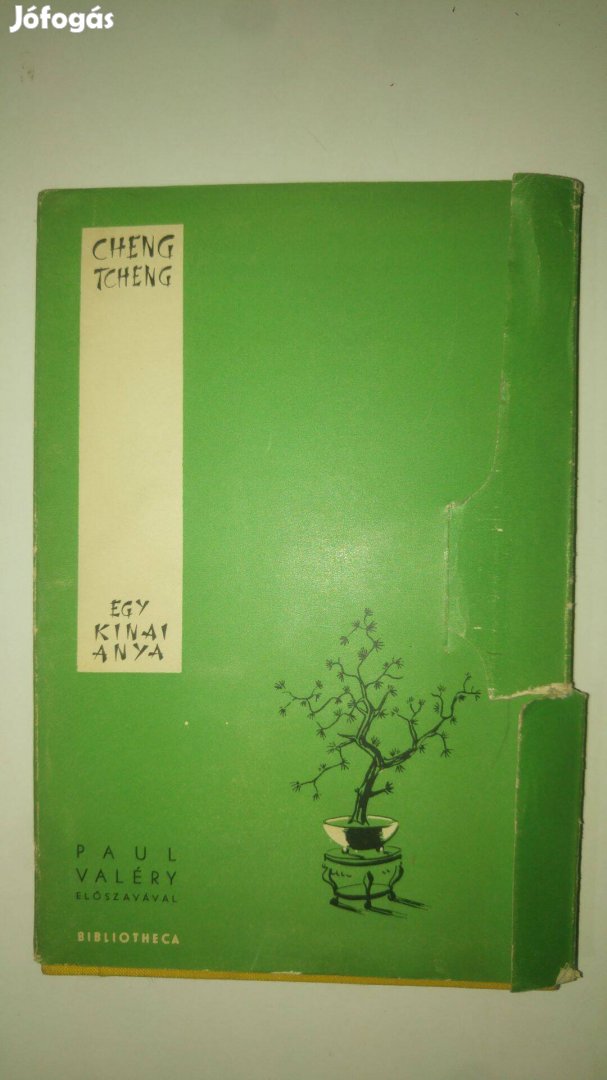 Jófogás
CHENG
TCHENG
EGY
KINAI
ANYA
PAUL
VALÉRY
ELŐSZAVÁVAL
BIBLIOTHECA